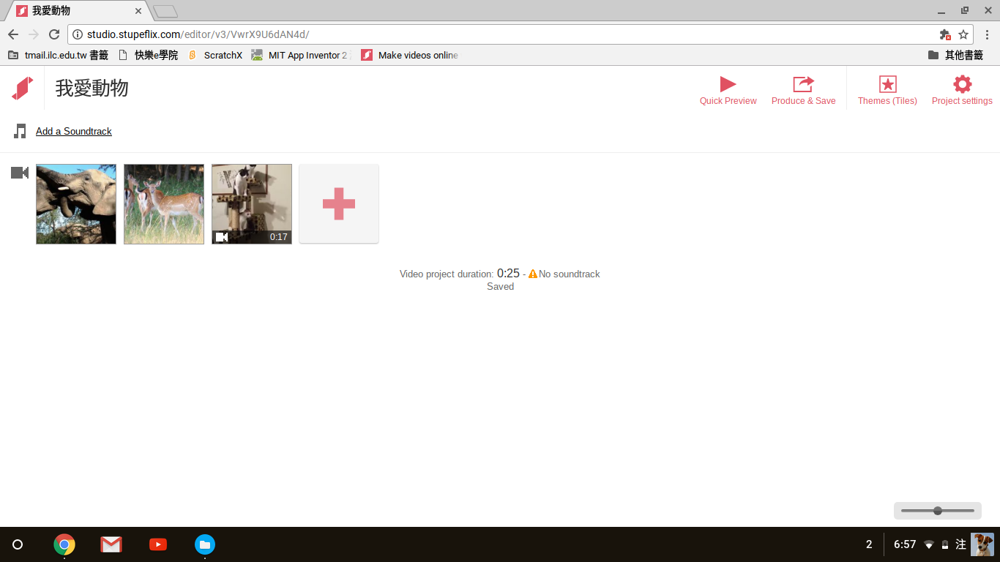 我愛動物
studio.stupeflix.com/editor/v3/VwrX9U6dAN4d/
tmail.ilc.edu.tw 書籤 快樂e學院 ScratchX MIT App Inventor 2 Make videos online 其他書籤
我愛動物
Quick Preview Produce & Save Themes (Tiles) Project settings
Add a Soundtrack
0:17
Video project duration: 0:25 - No soundtrack
Saved
2 6:57 注